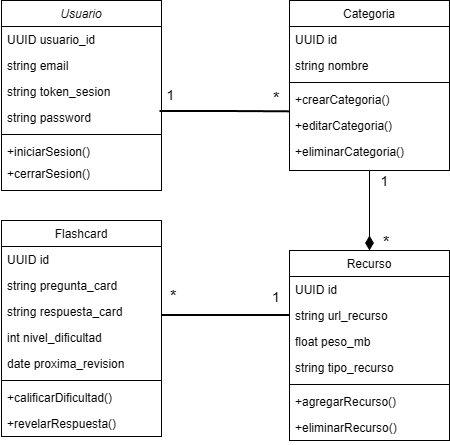 Usuario
UUID usuario_id
string email
string token_sesion
string password
+iniciarSesion()
+cerrarSesion()
1
*
Categoria
UUID id
string nombre
+crearCategoria()
+editarCategoria()
+eliminarCategoria()
1
*
Flashcard
UUID id
string pregunta_card
string respuesta_card
int nivel_dificultad
date proxima_revision
+calificarDificultad()
+revelarRespuesta()
*
1
Recurso
UUID id
string url_recurso
float peso_mb
string tipo_recurso
+agregarRecurso()
+eliminarRecurso()